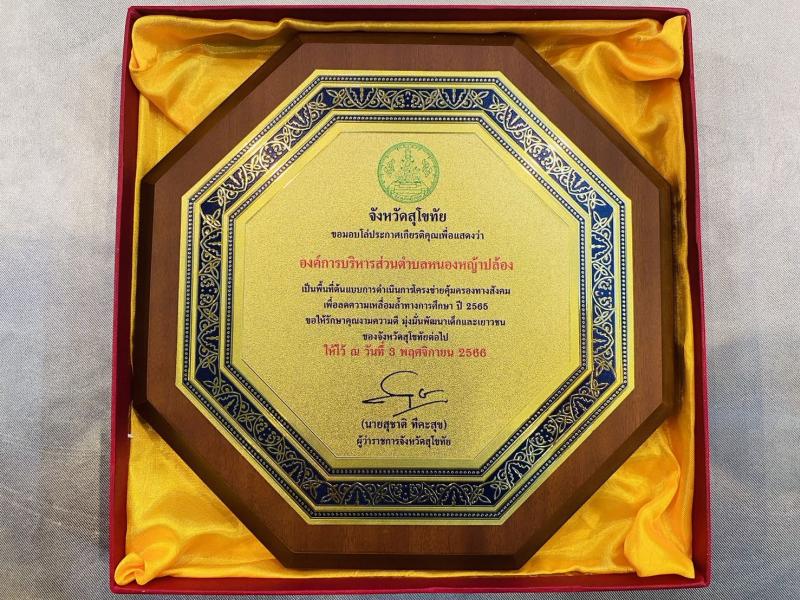 จังหวัดสุโขทัย
ขอมอบโล่ประกาศเกียรติคุณเพื่อแสดงว่า
องค์การบริหารส่วนตำบลหนองหญ้าปล้อง
เป็นพื้นที่ต้นแบบการดำเนินการโครงข่ายคุ้มครองทางสังคม
เพื่อลดความเหลื่อมล้ำทางการศึกษา ปี 2565
ขอให้รักษาคุณงามความดี มุ่งมั่นพัฒนาเด็กและเยาวชน
ของจังหวัดสุโขทัยต่อไป
ให้ไว้ ณ วันที่ 3 พฤศจิกายน 2566
(นายสุชาติ ทีคะสุข)
ผู้ว่าราชการจังหวัดสุโขทัย